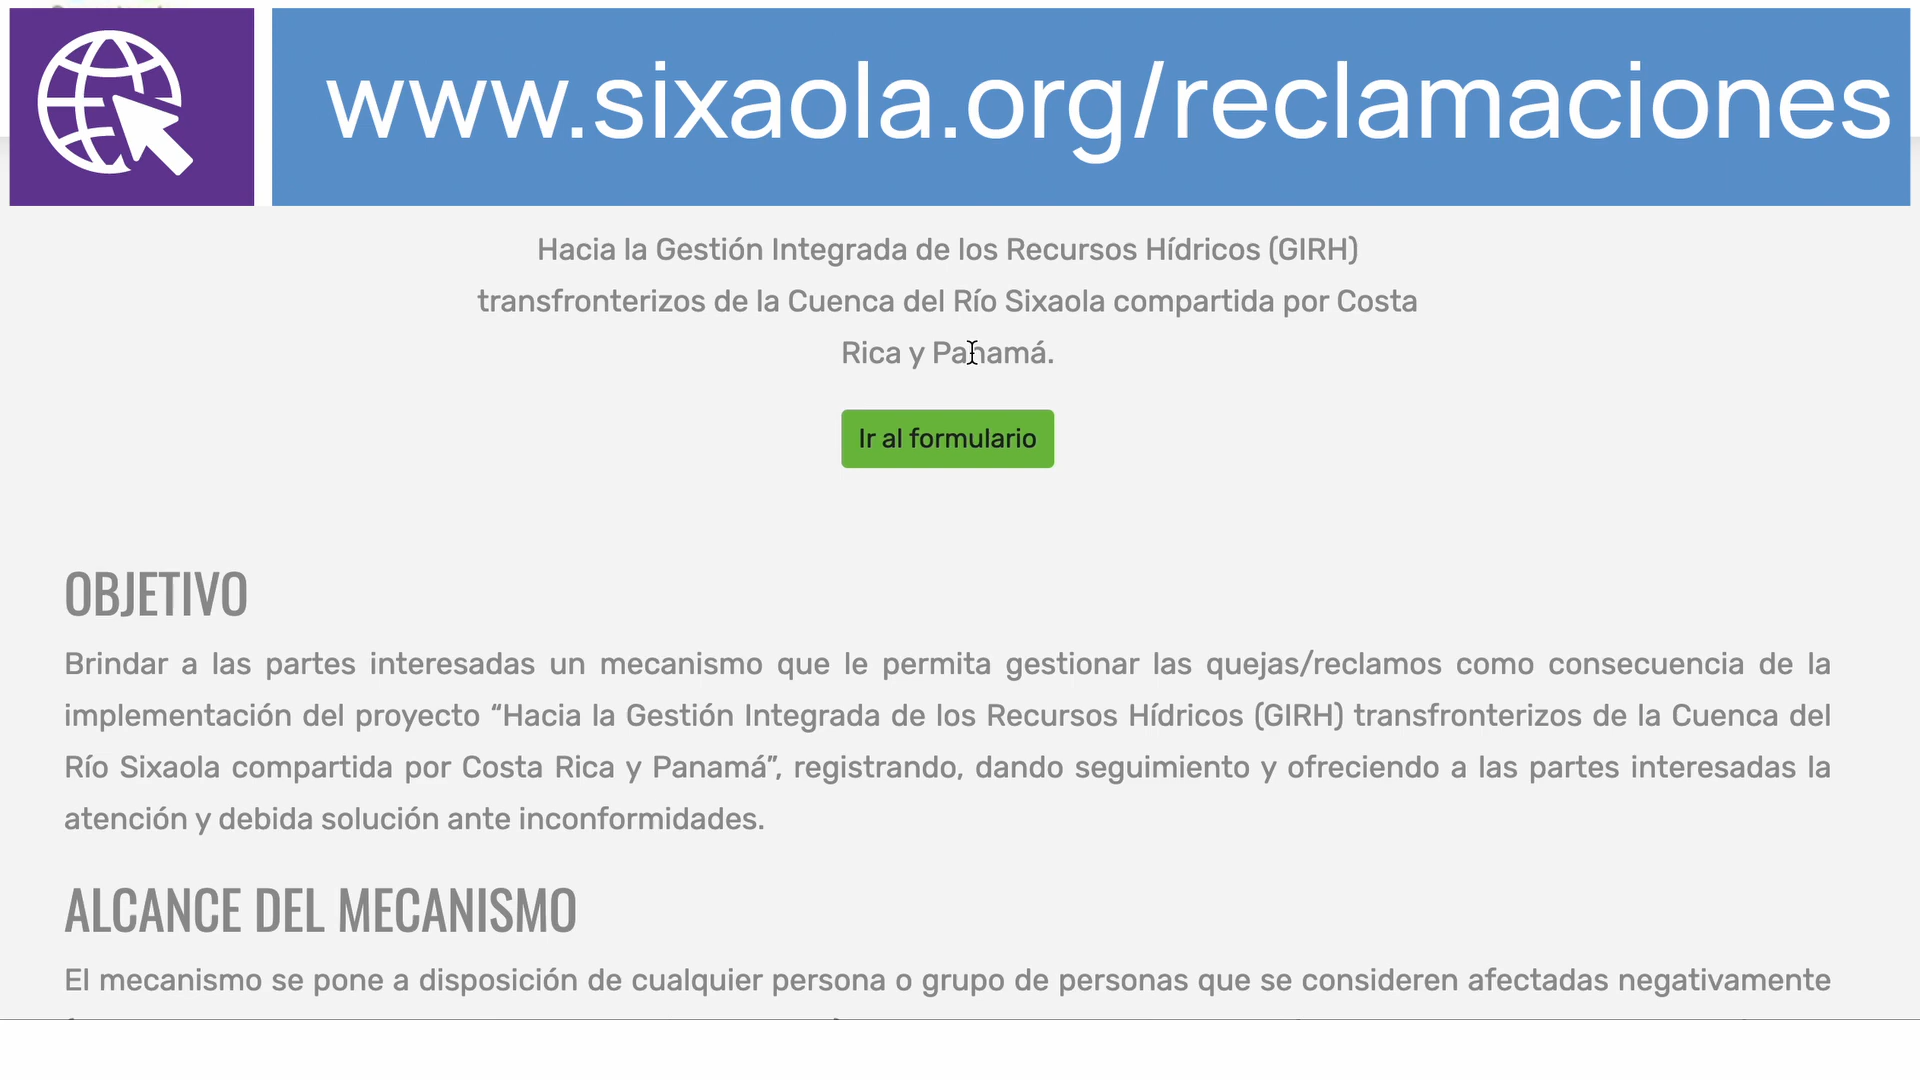 www.sixaola.org/reclamaciones
Hacia la Gestión Integrada de los Recursos Hídricos (GIRH)
transfronterizos de la Cuenca del Río Sixaola compartida por Costa
Rica y Panamá.
Ir al formulario
OBJETIVO
Brindar a las partes interesadas un mecanismo que le permita gestionar las quejas/reclamos como consecuencia de la
implementación del proyecto “Hacia la Gestión Integrada de los Recursos Hídricos (GIRH) transfronterizos de la Cuenca del
Río Sixaola compartida por Costa Rica y Panamá”, registrando, dando seguimiento y ofreciendo a las partes interesadas la
atención y debida solución ante inconformidades.
ALCANCE DEL MECANISMO
El mecanismo se pone a disposición de cualquier persona o grupo de personas que se consideren afectadas negativamente